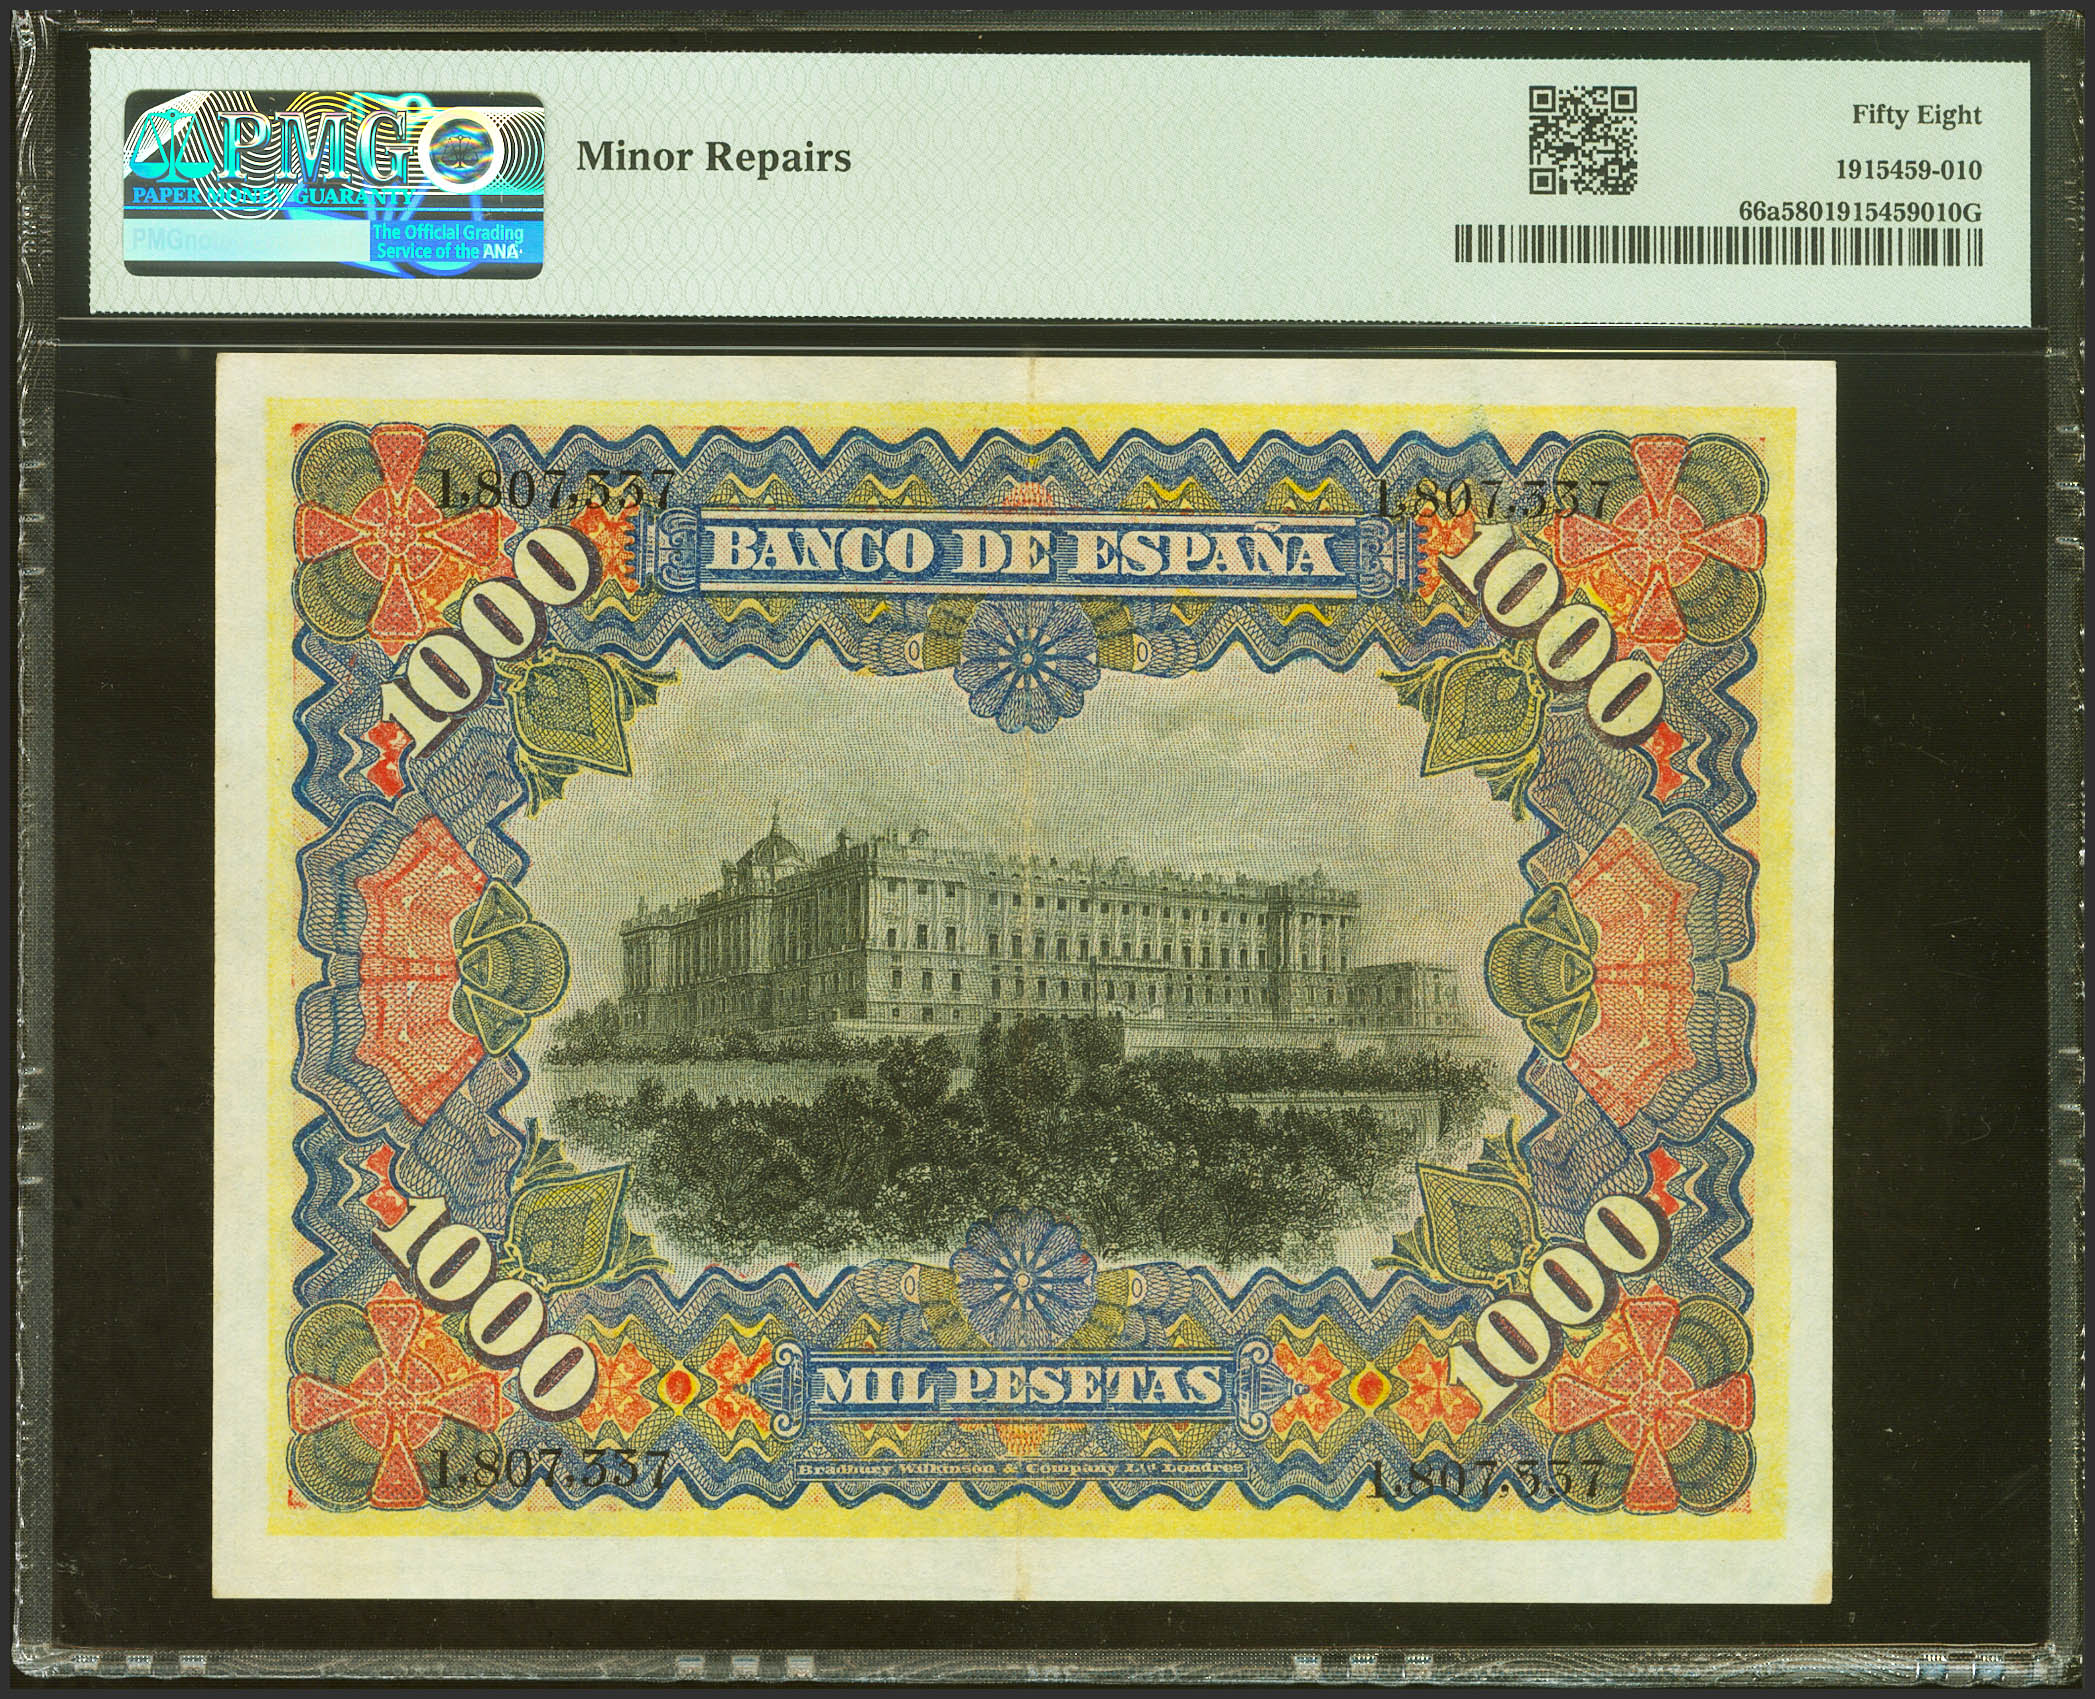 PMG
PAPER MONEY GUARANTY
The Official Grading
Service of the ANA
Minor Repairs
Fifty Eight
1915459-010
66a5801915459010G
1,807,337
1,807,337
BANCO DE ESPAÑA
1000
1000
1000
1000
MIL PESETAS
1,807,337
1,807,337
Bradbury Wilkinson & Company Ld. Londres